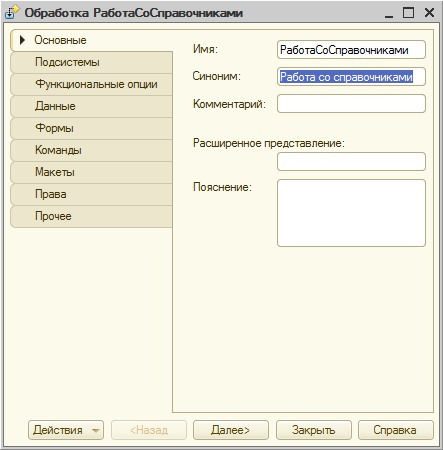 Обработка РаботаСоСправочниками
Основные
Подсистемы
Функциональные опции
Данные
Формы
Команды
Макеты
Права
Прочее
Имя: РаботаСоСправочниками
Синоним: Работа со справочниками
Комментарий:
Расширенное представление:
Пояснение:
Действия <Назад Далее> Закрыть Справка